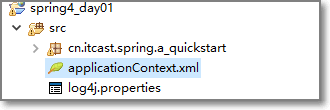 spring4_day01
src
cn.itcast.spring.a_quickstart
applicationContext.xml
log4j.properties